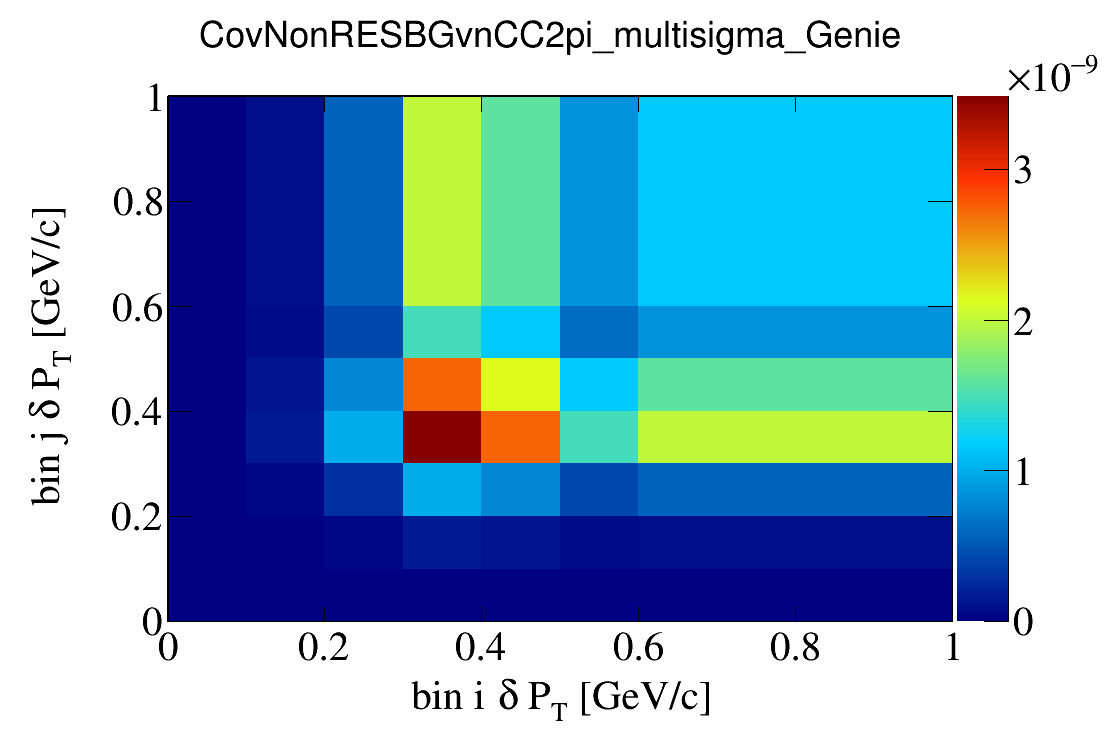 CovNonRESBGvnCC2pi_multisigma_Genie
×10⁻⁹
1
0.8
0.6
0.4
0.2
0
3
2
1
0
0 0.2 0.4 0.6 0.8 1
bin j δ P_T [GeV/c]
bin i δ P_T [GeV/c]